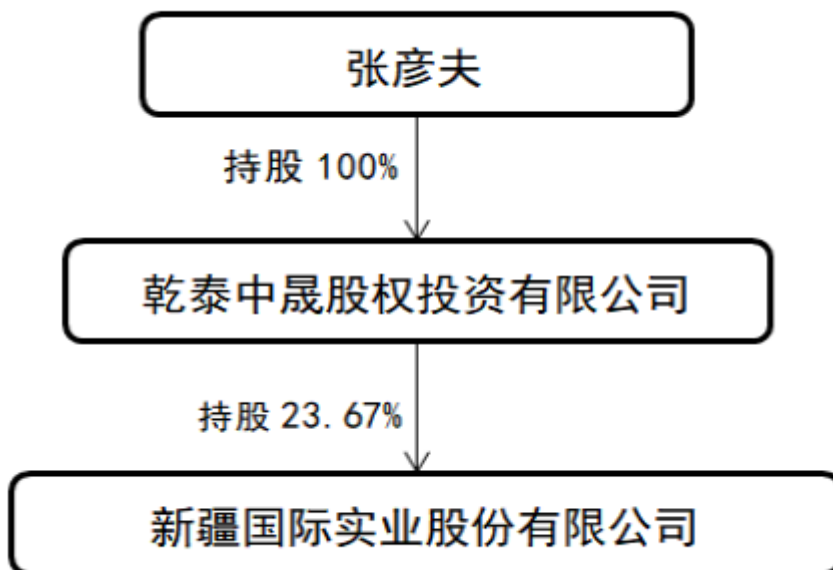 张彦夫
持股 100%
乾泰中晟股权投资有限公司
持股 23.67%
新疆国际实业股份有限公司